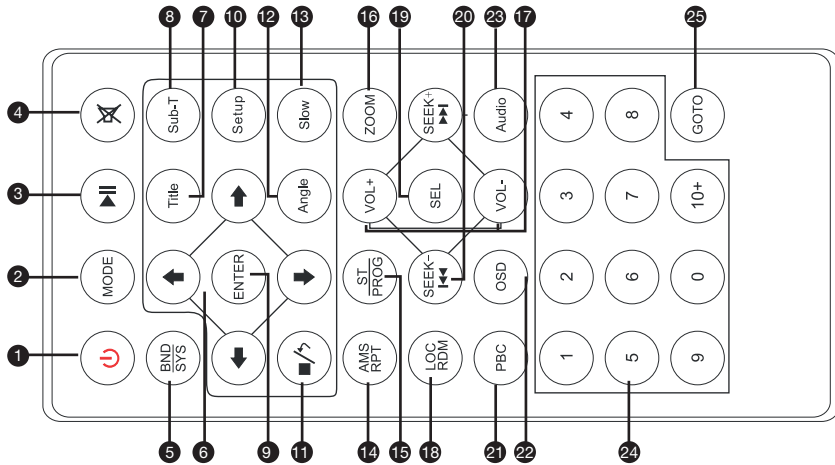 8
7
10
12
13
16
19
20
23
17
25
4
3
2
1
MODE
Sub-T
Title
BND
SYS
Setup
ENTER
Slow
Angle
ZOOM
VOL+
ST
PROG
AMS
RPT
SEEK+
SEL
SEEK-
LOC
RDM
Audio
VOL-
OSD
PBC
4
3
2
1
8
7
6
5
GOTO
10+
0
9
5
6
9
11
14
15
18
21
22
24